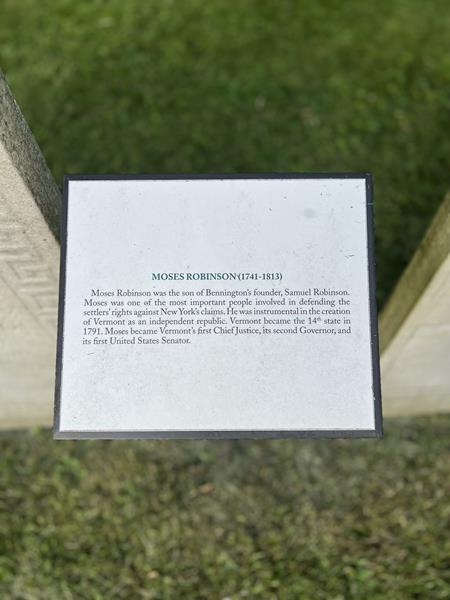 MOSES ROBINSON (1741-1813)
Moses Robinson was the son of Bennington's founder, Samuel Robinson.
Moses was one of the most important people involved in defending the
settlers' rights against New York's claims. He was instrumental in the creation
of Vermont as an independent republic. Vermont became the 14th state in
1791. Moses became Vermont's first Chief Justice, its second Governor, and
its first United States Senator.